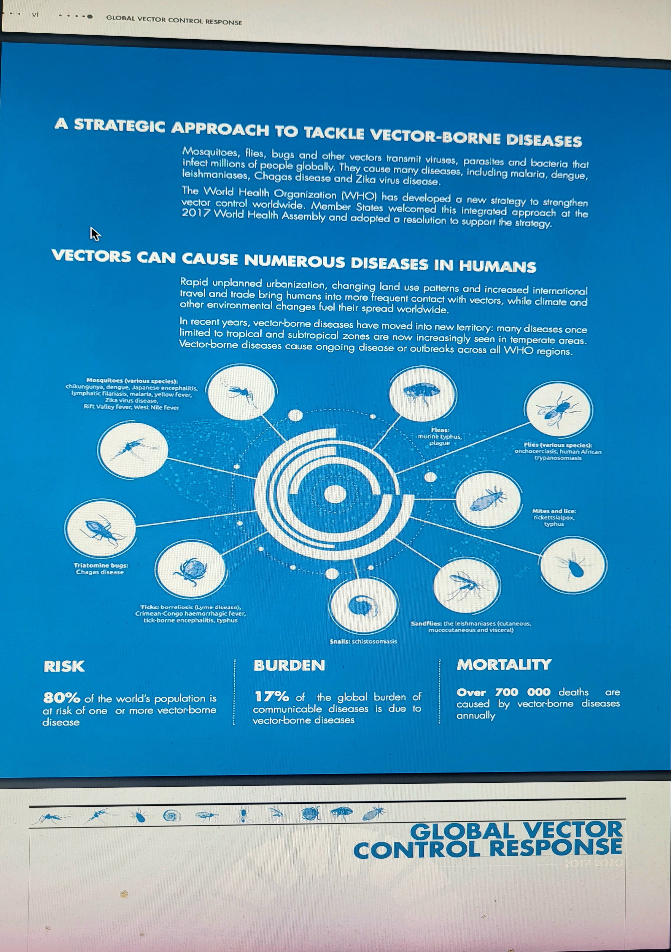 vi
GLOBAL VECTOR CONTROL RESPONSE
A STRATEGIC APPROACH TO TACKLE VECTOR-BORNE DISEASES
Mosquitoes, flies, bugs and other vectors transmit viruses, parasites and bacteria that
infect millions of people globally. They cause many diseases, including malaria, dengue,
leishmaniases, Chagas disease and Zika virus disease.
The World Health Organization (WHO) has developed a new strategy to strengthen
vector control worldwide. Member States welcomed this integrated approach at the
2017 World Health Assembly and adopted a resolution to support the strategy.
VECTORS CAN CAUSE NUMEROUS DISEASES IN HUMANS
Rapid unplanned urbanization, changing land use patterns and increased international
travel and trade bring humans into more frequent contact with vectors, while climate and
other environmental changes fuel their spread worldwide.
In recent years, vector-borne diseases have moved into new territory: many diseases once
limited to tropical and subtropical zones are now increasingly seen in temperate areas.
Vector-borne diseases cause ongoing disease or outbreaks across all WHO regions.
Mosquitoes (various species):
chikungunya, dengue, Japanese encephalitis,
lymphatic filariasis, malaria, yellow fever,
Zika virus disease,
Rift Valley fever, West Nile fever
Fleas:
murine typhus,
plague
Flies (various species):
onchocerciasis, human African
trypanosomiasis
Mites and lice:
rickettsialpox,
typhus
Triatomine bugs:
Chagas disease
Ticks: borreliosis (Lyme disease),
Crimean-Congo haemorrhagic fever,
tick-borne encephalitis, typhus
Sandflies: the leishmaniases (cutaneous,
mucocutaneous and visceral)
Snails: schistosomiasis
RISK
80% of the world's population is
at risk of one or more vector-borne
disease
BURDEN
17% of the global burden of
communicable diseases is due to
vector-borne diseases
MORTALITY
Over 700 000 deaths are
caused by vector-borne diseases
annually
GLOBAL VECTOR
CONTROL RESPONSE
2017-2030